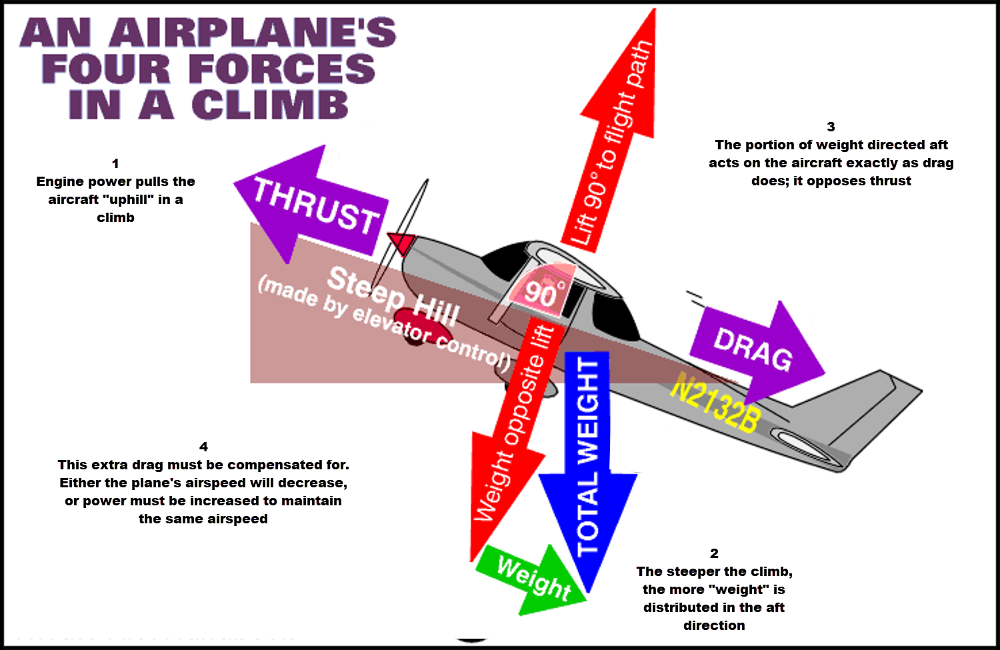 AN AIRPLANE'S
FOUR FORCES
IN A CLIMB
1
Engine power pulls the
aircraft "uphill" in a
climb
THRUST
Steep Hill
(made by elevator control)
90°
Lift 90° to flight path
3
The portion of weight directed aft
acts on the aircraft exactly as drag
does; it opposes thrust
DRAG
N2132B
Weight opposite lift
TOTAL WEIGHT
Weight
4
This extra drag must be compensated for.
Either the plane's airspeed will decrease,
or power must be increased to maintain
the same airspeed
2
The steeper the climb,
the more "weight" is
distributed in the aft
direction